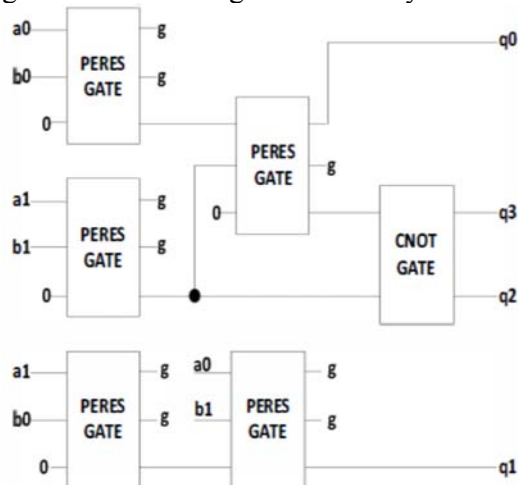 a0
g
q0
b0
PERES
GATE
g
0
PERES
GATE
g
a1
g
0
q3
b1
PERES
GATE
g
CNOT
GATE
0
q2
a1
g
a0
g
b0
PERES
GATE
g
b1
PERES
GATE
g
0
q1